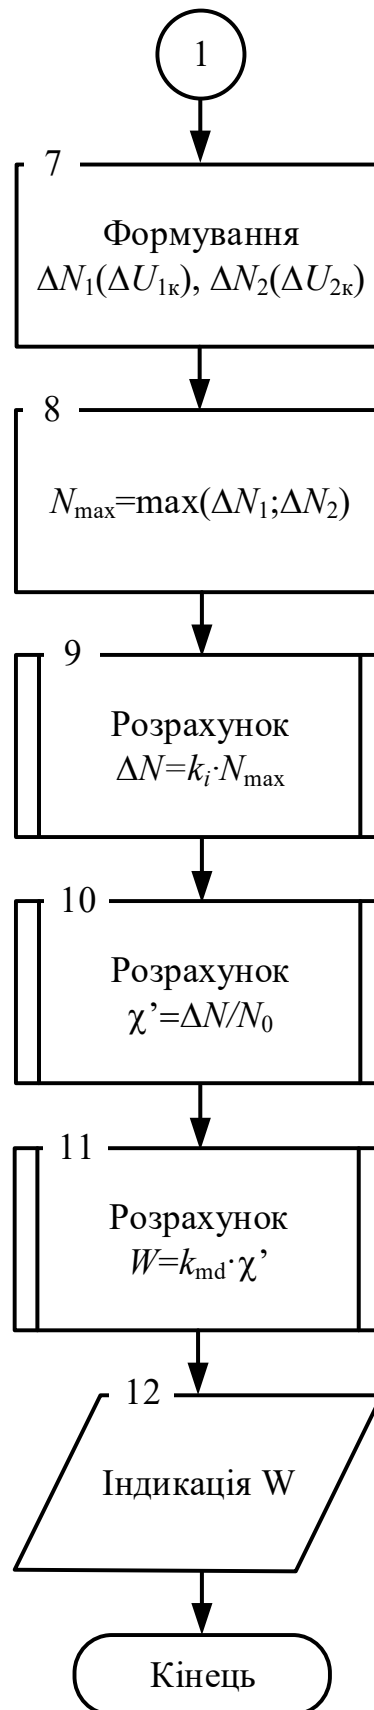 1
7
Формування
ΔN₁(ΔU₁к), ΔN₂(ΔU₂к)
8
Nmax=max(ΔN₁;ΔN₂)
9
Розрахунок
ΔN=kᵢ·Nmax
10
Розрахунок
χ’=ΔN/N₀
11
Розрахунок
W=kmd·χ’
12
Індикація W
Кінець